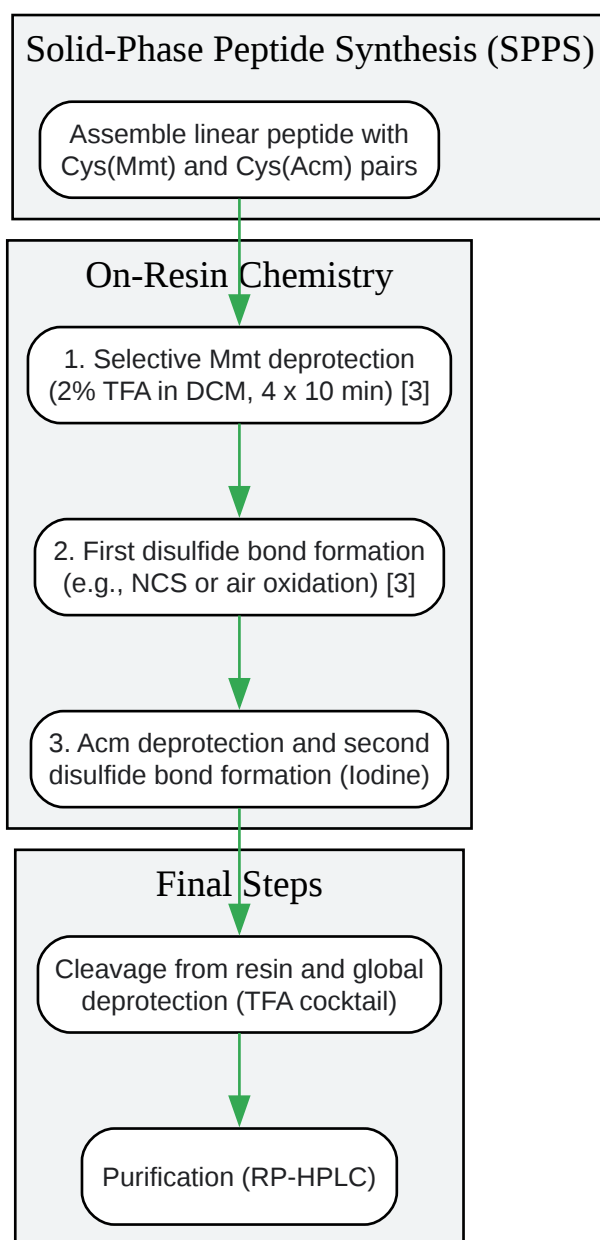 Solid-Phase Peptide Synthesis (SPPS)
Assemble linear peptide with
Cys(Mmt) and Cys(Acm) pairs
On-Resin Chemistry
1. Selective Mmt deprotection
(2% TFA in DCM, 4 x 10 min) [3]
2. First disulfide bond formation
(e.g., NCS or air oxidation) [3]
3. Acm deprotection and second
disulfide bond formation (Iodine)
Final Steps
Cleavage from resin and global
deprotection (TFA cocktail)
Purification (RP-HPLC)